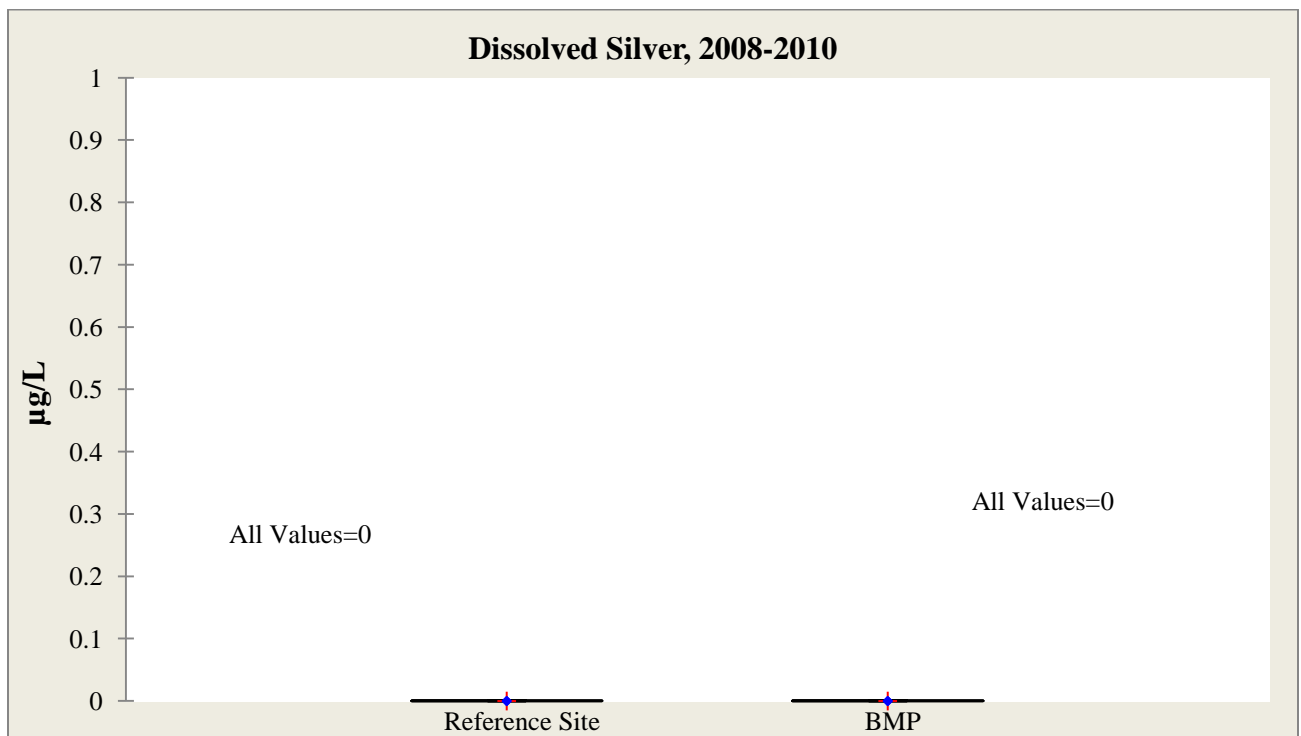 Dissolved Silver, 2008-2010
1
0.9
0.8
0.7
0.6
0.5
0.4
0.3
0.2
0.1
0
µg/L
All Values=0
All Values=0
Reference Site
BMP